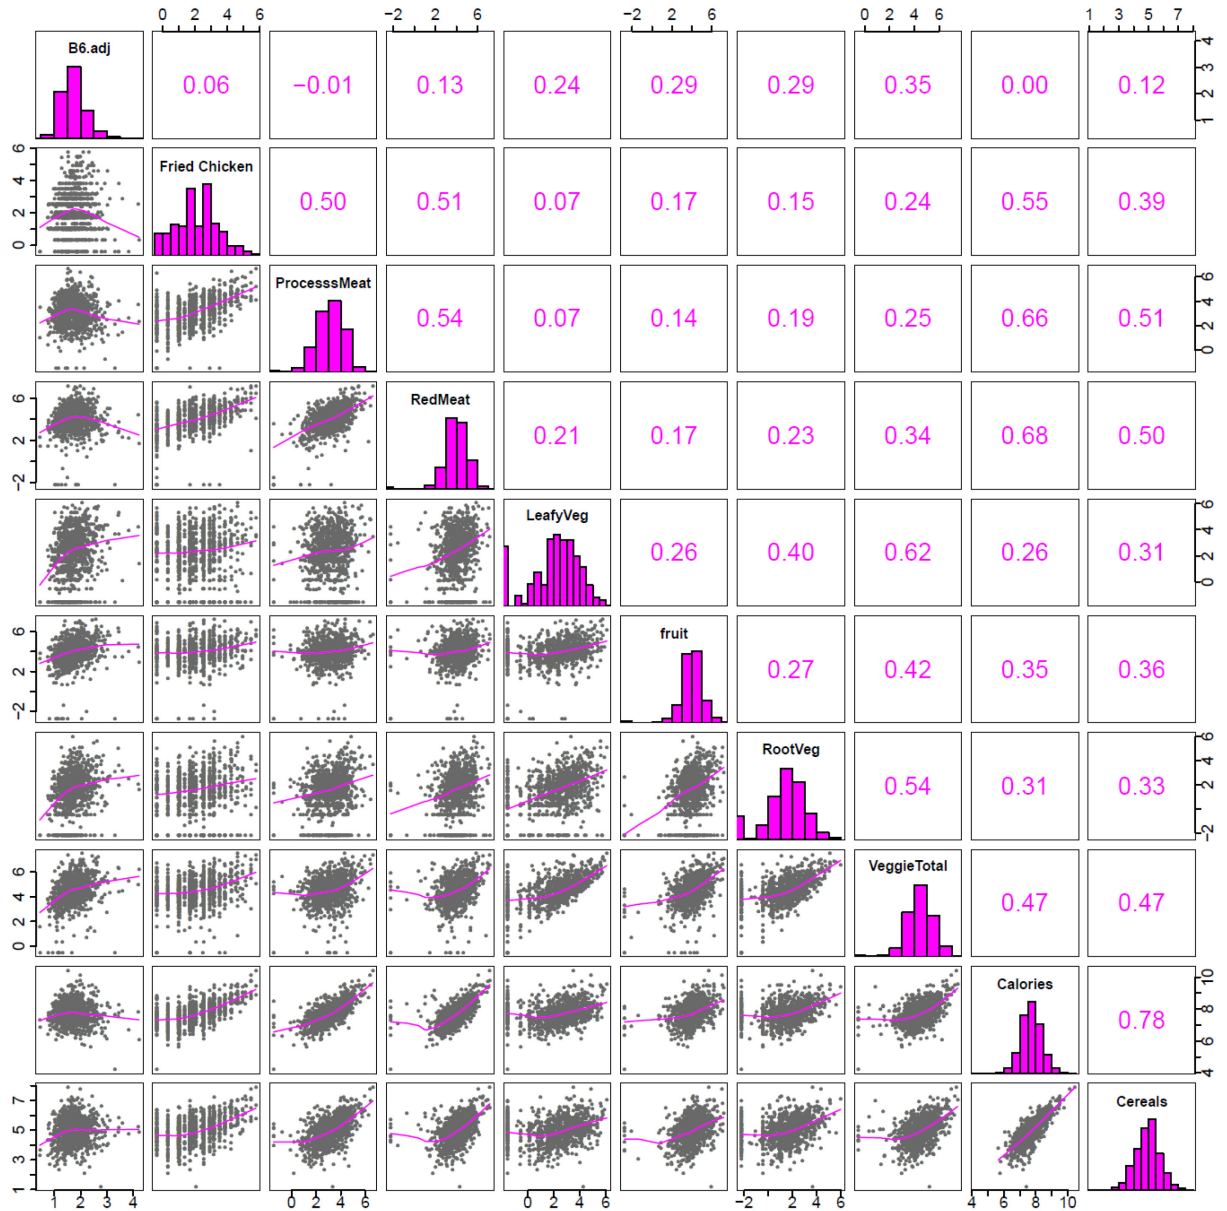 0 2 4 6 −2 2 6 −2 2 4 6 0 2 4 6 1 3 5 7
B6.adj 0.06 −0.01 0.13 0.24 0.29 0.29 0.35 0.00 0.12 1 2 3 4
0 2 4 6 Fried Chicken 0.50 0.51 0.07 0.17 0.15 0.24 0.55 0.39
ProcesssMeat 0.54 0.07 0.14 0.19 0.25 0.66 0.51 0 2 4 6
−2 2 6 RedMeat 0.21 0.17 0.23 0.34 0.68 0.50
LeafyVeg 0.26 0.40 0.62 0.26 0.31 0 2 4 6
−2 2 6 fruit 0.27 0.42 0.35 0.36
RootVeg 0.54 0.31 0.33 −2 2 4 6
0 2 4 6 VeggieTotal 0.47 0.47
Calories 0.78 4 6 8 10
1 3 5 7 Cereals
1 2 3 4 0 2 4 6 0 2 4 6 −2 2 4 6 4 6 8 10